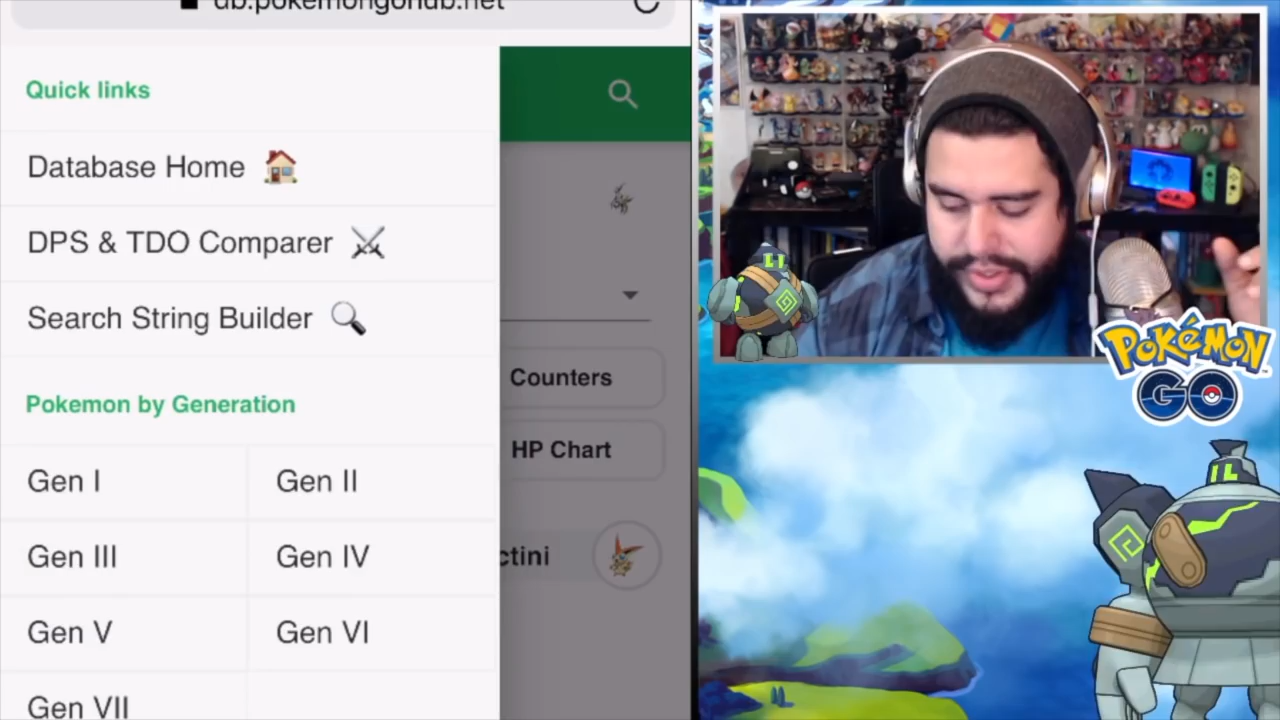 db.pokemongohub.net
Quick links
Database Home
DPS & TDO Comparer
Search String Builder
Pokemon by Generation
Gen I
Gen II
Gen III
Gen IV
Gen V
Gen VI
Gen VII
Counters
HP Chart
ctini
POKÉMON
GO